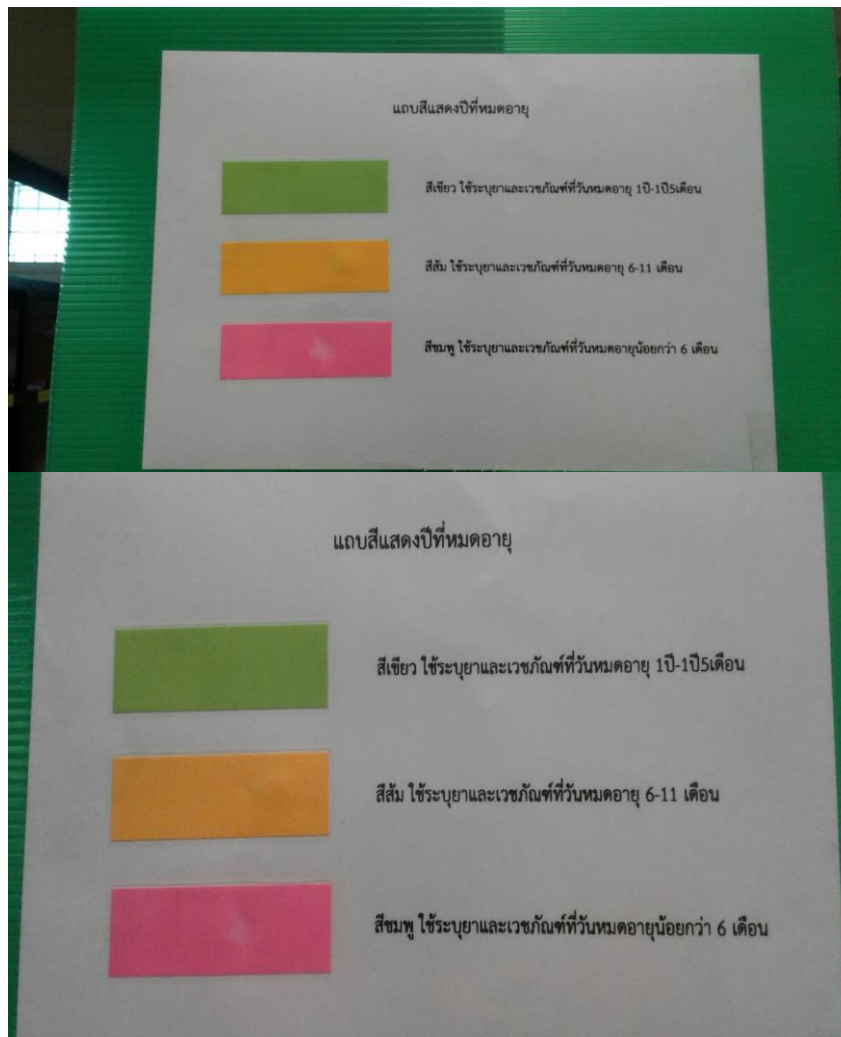 แถบสีแสดงปีที่หมดอายุ
สีเขียว ใช้ระบุยาและเวชภัณฑ์ที่วันหมดอายุ 1ปี-1ปี5เดือน
สีส้ม ใช้ระบุยาและเวชภัณฑ์ที่วันหมดอายุ 6-11 เดือน
สีชมพู ใช้ระบุยาและเวชภัณฑ์ที่วันหมดอายุน้อยกว่า 6 เดือน
แถบสีแสดงปีที่หมดอายุ
สีเขียว ใช้ระบุยาและเวชภัณฑ์ที่วันหมดอายุ 1ปี-1ปี5เดือน
สีส้ม ใช้ระบุยาและเวชภัณฑ์ที่วันหมดอายุ 6-11 เดือน
สีชมพู ใช้ระบุยาและเวชภัณฑ์ที่วันหมดอายุน้อยกว่า 6 เดือน